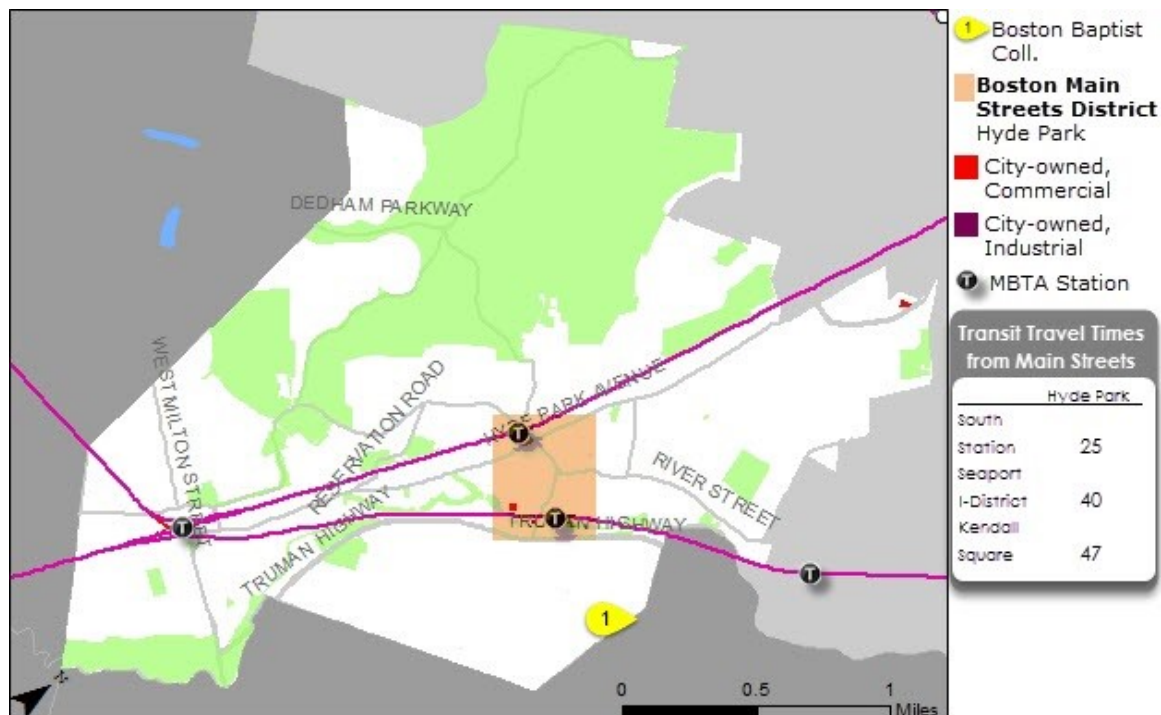 DEDHAM PARKWAY
WEST MILTON STREET
RESERVATION ROAD
HYDE PARK AVENUE
TRUMAN HIGHWAY
TRUMAN HIGHWAY
RIVER STREET
T
T
T
T
1
N
0 0.5 1
Miles
1 Boston Baptist
Coll.
Boston Main
Streets District
Hyde Park
City-owned,
Commercial
City-owned,
Industrial
T MBTA Station
Transit Travel Times
from Main Streets
Hyde Park
South
Station 25
Seaport
I-District 40
Kendall
Square 47